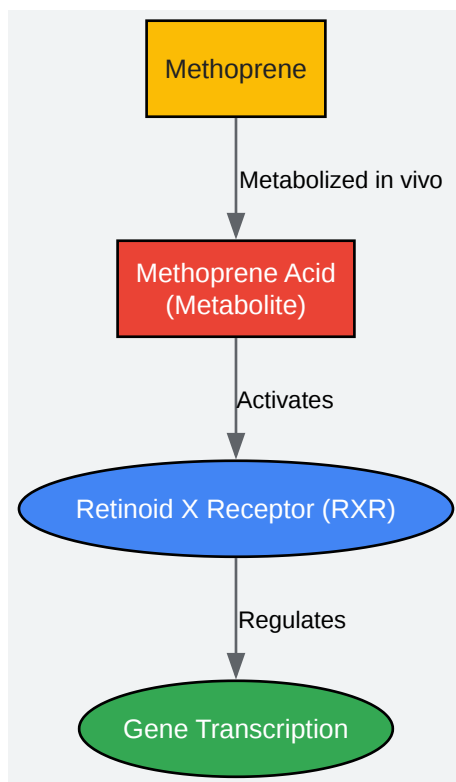 Methoprene
Metabolized in vivo
Methoprene Acid
(Metabolite)
Activates
Retinoid X Receptor (RXR)
Regulates
Gene Transcription